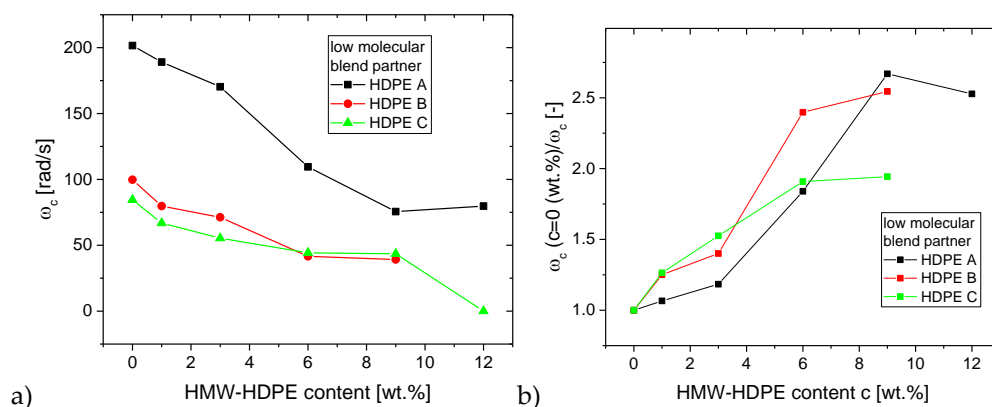 200
150
100
50
0
ω_c [rad/s]
low molecular
blend partner
HDPE A
HDPE B
HDPE C
0 2 4 6 8 10 12
HMW-HDPE content [wt.%]
a)
2.5
2.0
1.5
1.0
ω_c (c=0 (wt.%)/ω_c [-]
low molecular
blend partner
HDPE A
HDPE B
HDPE C
0 2 4 6 8 10 12
HMW-HDPE content c [wt.%]
b)